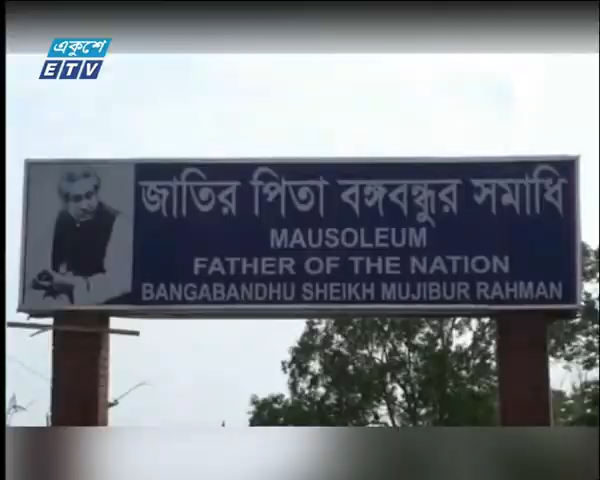 একুশে
ETV
জাতির পিতা বঙ্গবন্ধুর সমাধি
MAUSOLEUM
FATHER OF THE NATION
BANGABANDHU SHEIKH MUJIBUR RAHMAN